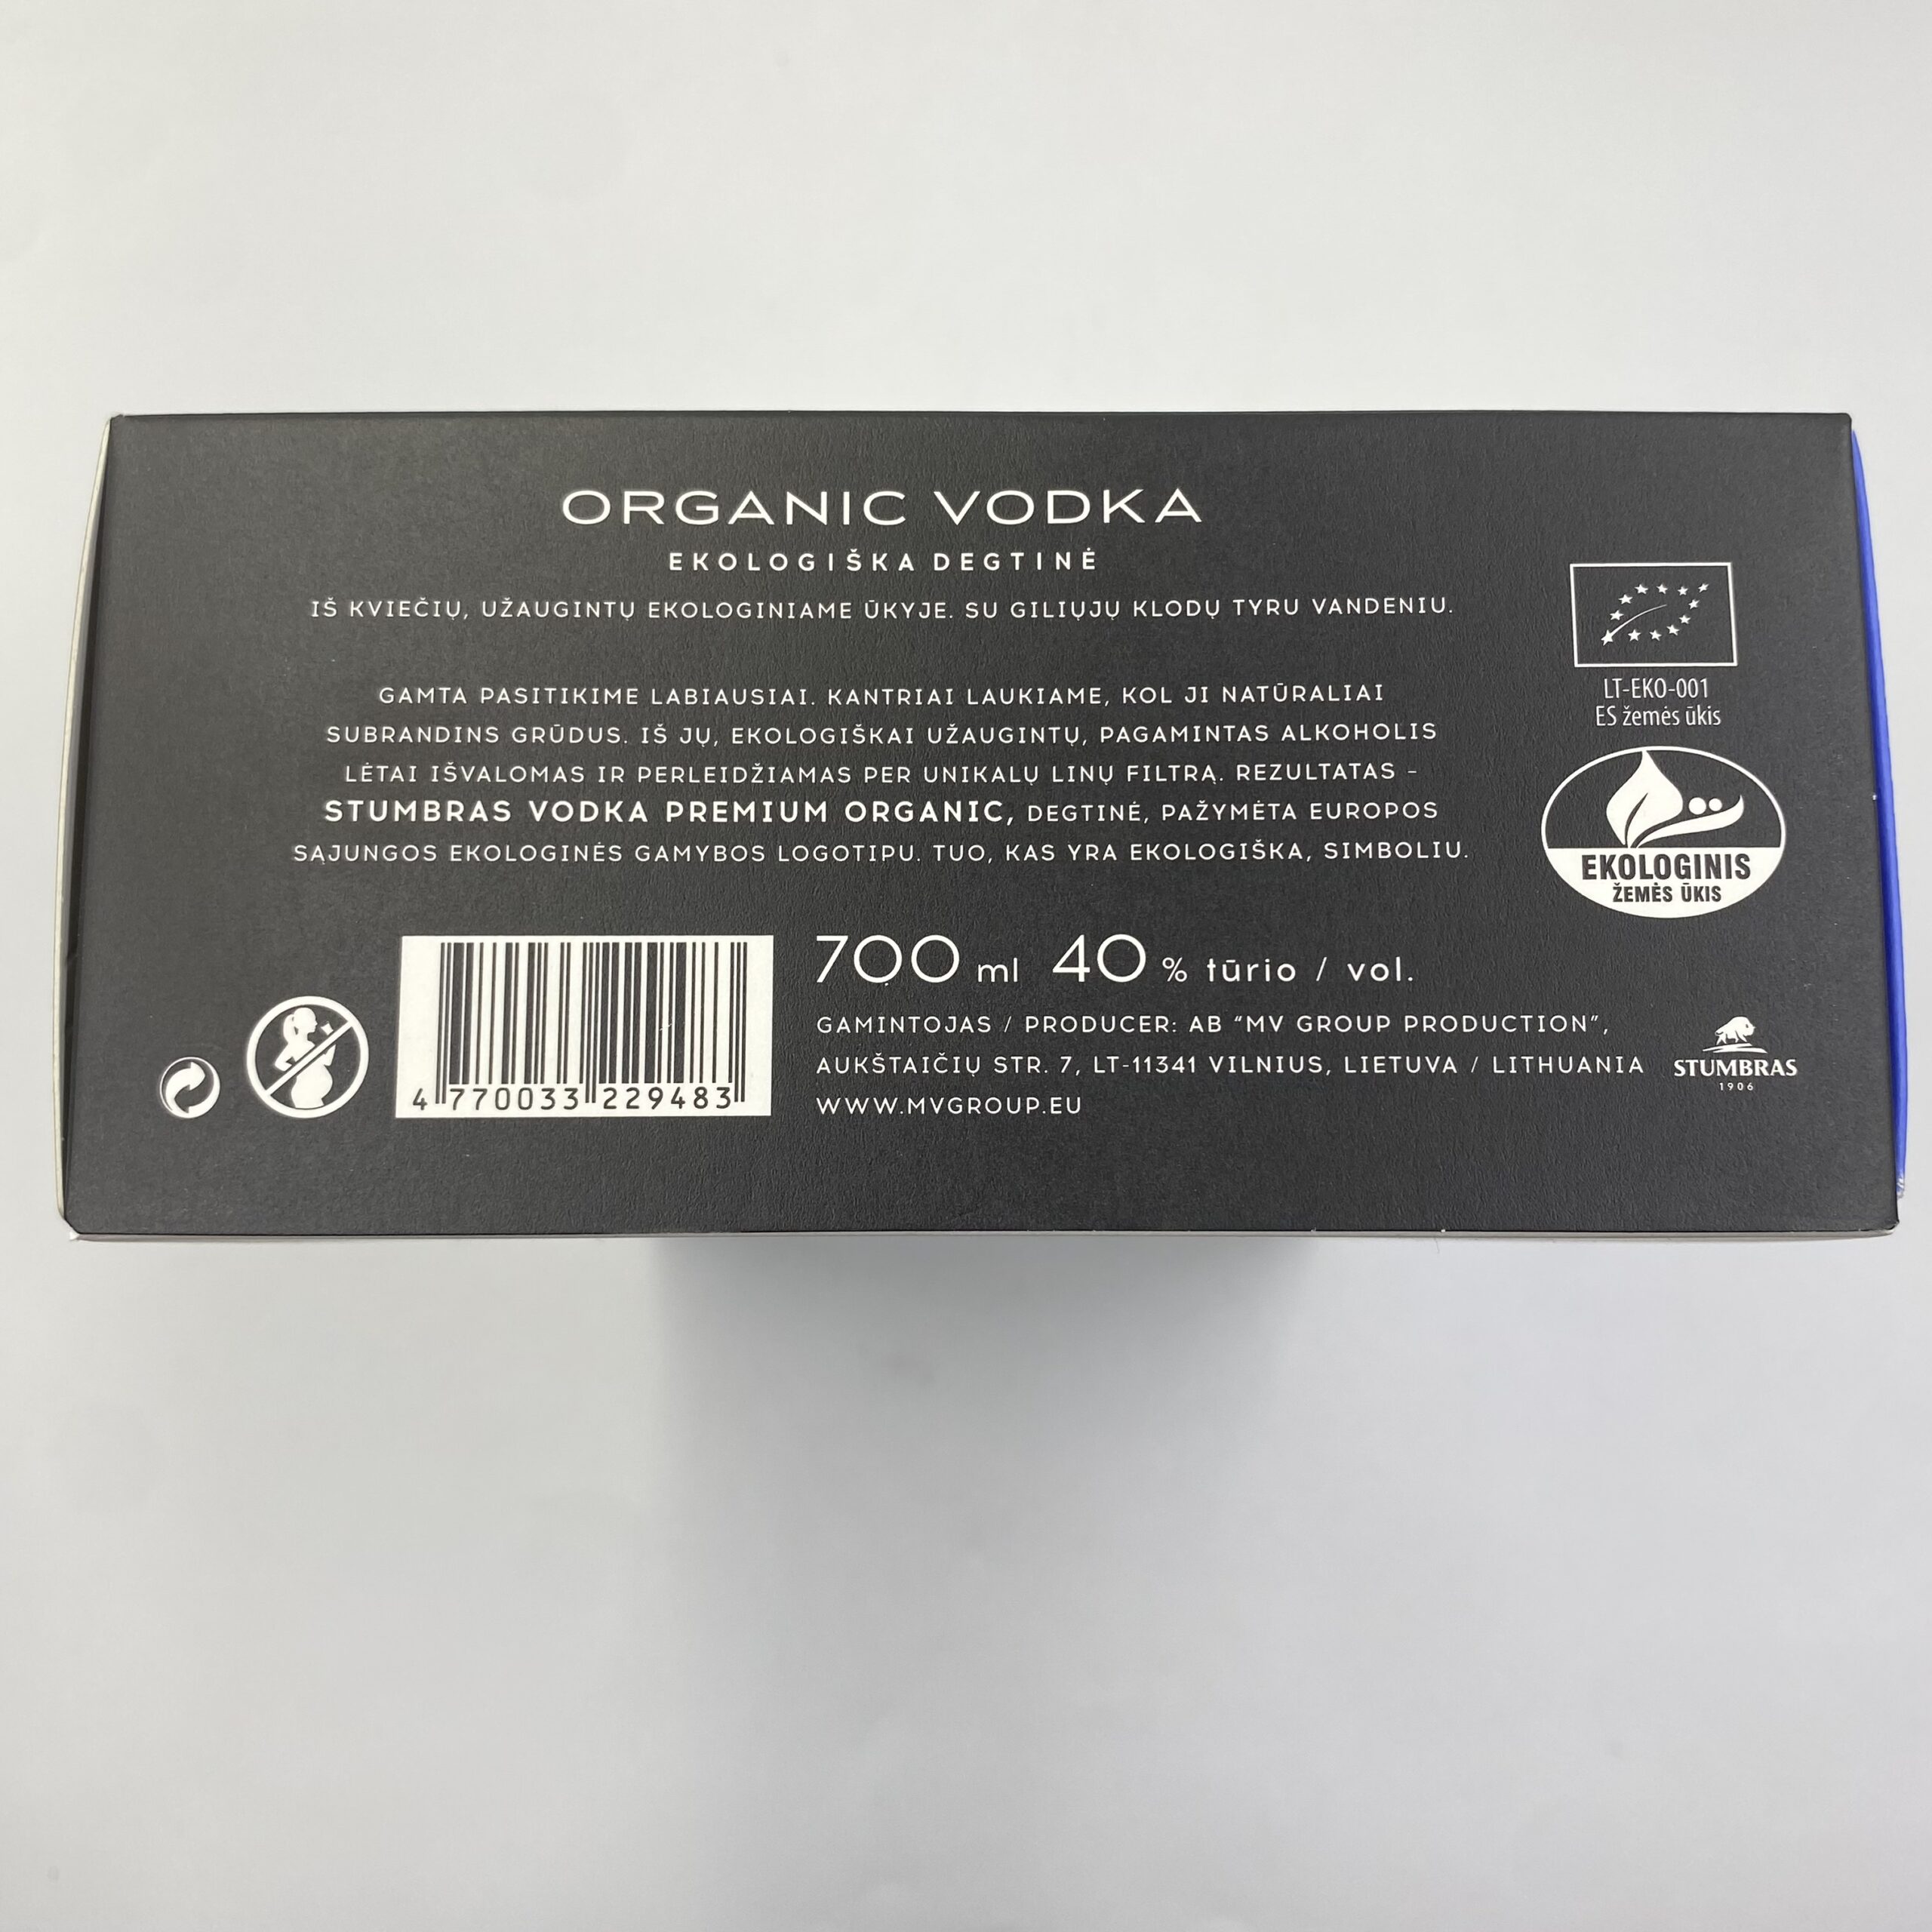 ORGANIC VODKA
EKOLOGIŠKA DEGTINĖ
IŠ KVIEČIŲ, UŽAUGINTŲ EKOLOGINIAME ŪKYJE. SU GILIŲJŲ KLODŲ TYRU VANDENIU.
GAMTA PASITIKIME LABIAUSIAI. KANTRIAI LAUKIAME, KOL JI NATŪRALIAI
SUBRANDINS GRŪDUS. IŠ JŲ, EKOLOGIŠKAI UŽAUGINTŲ, PAGAMINTAS ALKOHOLIS
LĖTAI IŠVALOMAS IR PERLEIDŽIAMAS PER UNIKALŲ LINŲ FILTRĄ. REZULTATAS –
STUMBRAS VODKA PREMIUM ORGANIC, DEGTINĖ, PAŽYMĖTA EUROPOS
SĄJUNGOS EKOLOGINĖS GAMYBOS LOGOTIPU. TUO, KAS YRA EKOLOGIŠKA, SIMBOLIU.
LT-EKO-001
ES žemės ūkis
EKOLOGINIS
ŽEMĖS ŪKIS
700 ml 40 % tūrio / vol.
GAMINTOJAS / PRODUCER: AB “MV GROUP PRODUCTION”,
AUKŠTAIČIŲ STR. 7, LT-11341 VILNIUS, LIETUVA / LITHUANIA
WWW.MVGROUP.EU
4 770033 229483
STUMBRAS
1906